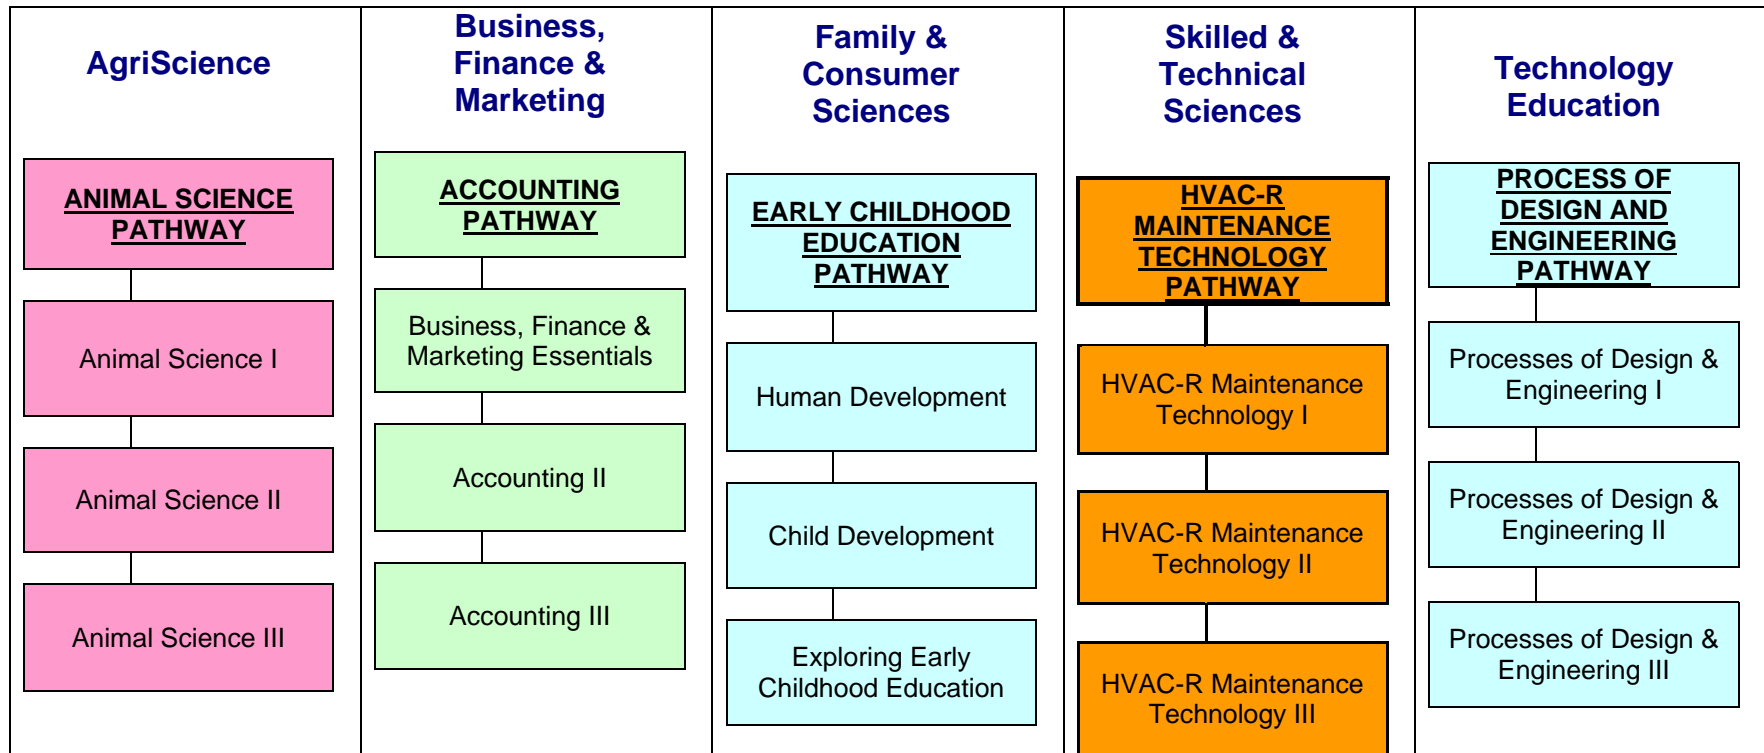 AgriScience
ANIMAL SCIENCE
PATHWAY
Animal Science I
Animal Science II
Animal Science III
Business,
Finance &
Marketing
ACCOUNTING
PATHWAY
Business, Finance &
Marketing Essentials
Accounting II
Accounting III
Family &
Consumer
Sciences
EARLY CHILDHOOD
EDUCATION
PATHWAY
Human Development
Child Development
Exploring Early
Childhood Education
Skilled &
Technical
Sciences
HVAC-R
MAINTENANCE
TECHNOLOGY
PATHWAY
HVAC-R Maintenance
Technology I
HVAC-R Maintenance
Technology II
HVAC-R Maintenance
Technology III
Technology
Education
PROCESS OF
DESIGN AND
ENGINEERING
PATHWAY
Processes of Design &
Engineering I
Processes of Design &
Engineering II
Processes of Design &
Engineering III